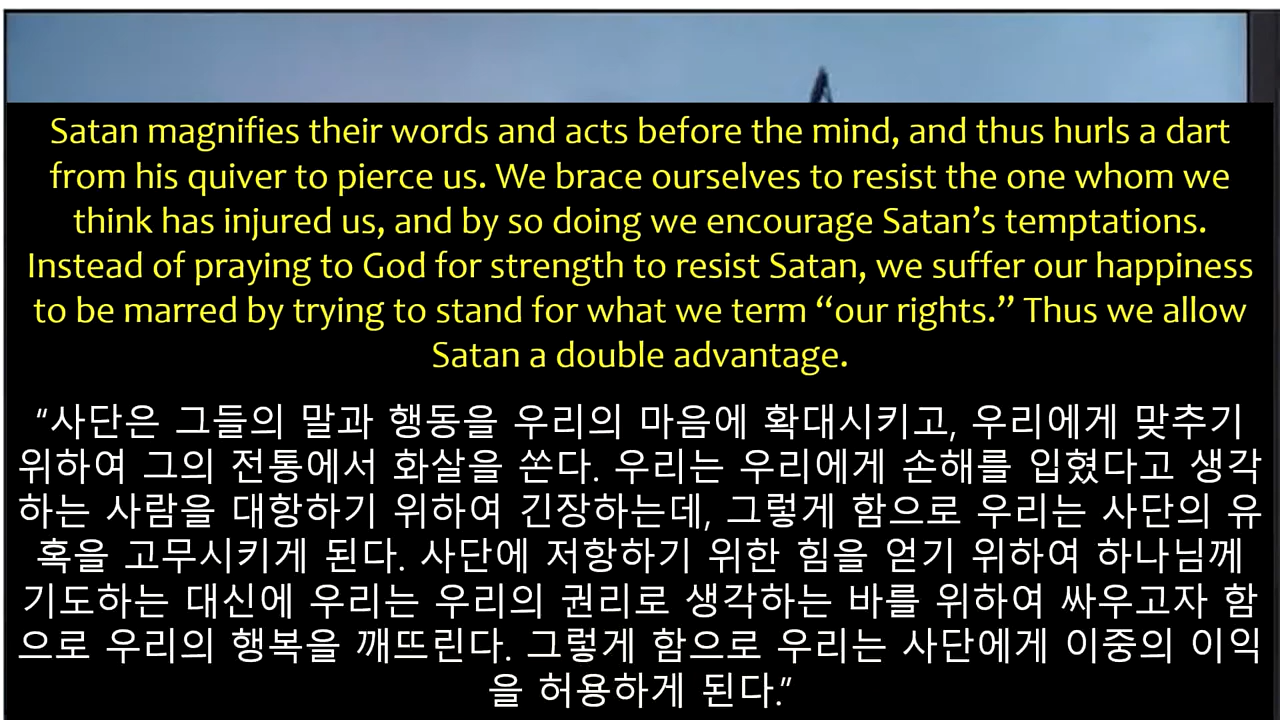 Satan magnifies their words and acts before the mind, and thus hurls a dart
from his quiver to pierce us. We brace ourselves to resist the one whom we
think has injured us, and by so doing we encourage Satan’s temptations.
Instead of praying to God for strength to resist Satan, we suffer our happiness
to be marred by trying to stand for what we term “our rights.” Thus we allow
Satan a double advantage.
“사단은 그들의 말과 행동을 우리의 마음에 확대시키고, 우리에게 맞추기
위하여 그의 전통에서 화살을 쏜다. 우리는 우리에게 손해를 입혔다고 생각
하는 사람을 대항하기 위하여 긴장하는데, 그렇게 함으로 우리는 사단의 유
혹을 고무시키게 된다. 사단에 저항하기 위한 힘을 얻기 위하여 하나님께
기도하는 대신에 우리는 우리의 권리로 생각하는 바를 위하여 싸우고자 함
으로 우리의 행복을 깨뜨린다. 그렇게 함으로 우리는 사단에게 이중의 이익
을 허용하게 된다.”